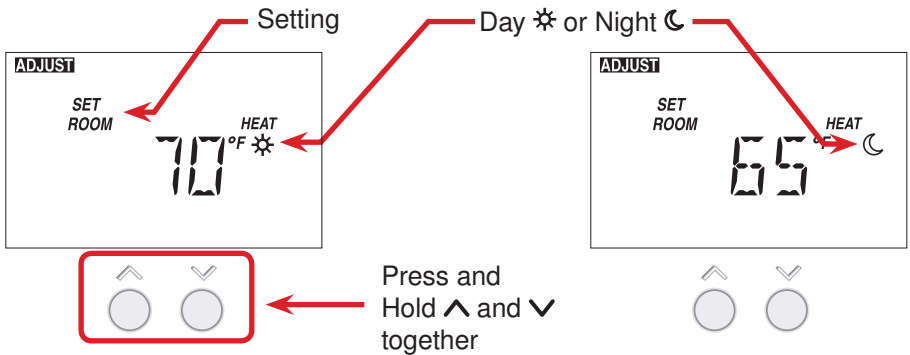 Setting
Day ☼ or Night ☾
ADJUST
SET
ROOM
HEAT
70 °F ☼
ADJUST
SET
ROOM
HEAT
65 °F ☾
Press and
Hold ∧ and ∨
together